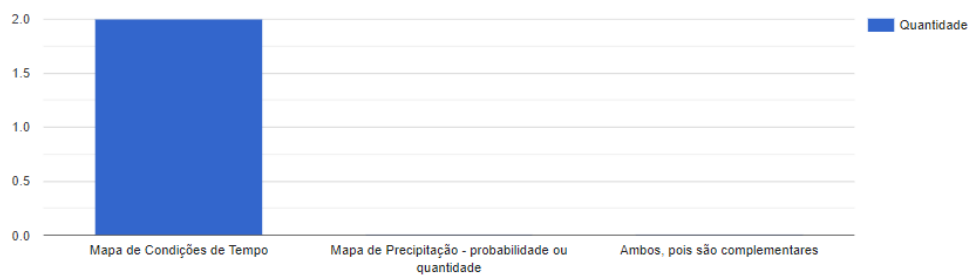 2.0
Quantidade
1.5
1.0
0.5
0.0
Mapa de Condições de Tempo
Mapa de Precipitação - probabilidade ou
quantidade
Ambos, pois são complementares